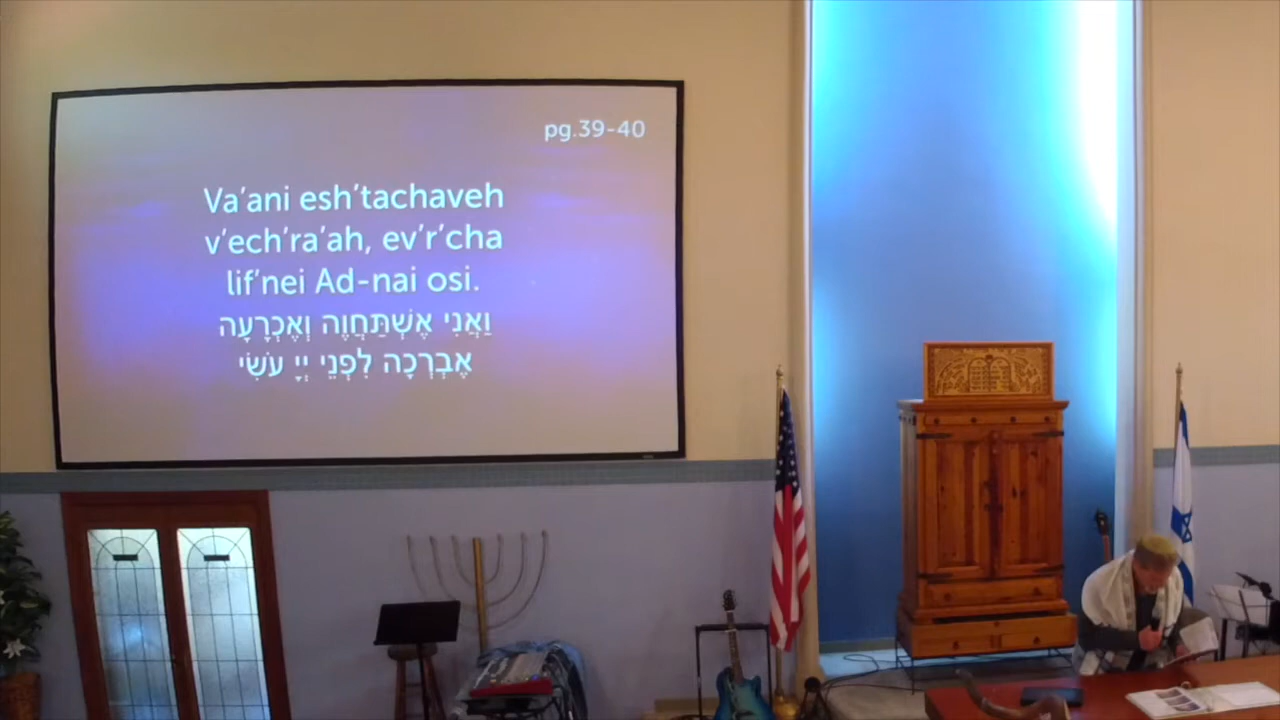 pg.39-40
Va'ani esh'tachaveh
v'ech'ra'ah, ev'r'cha
lif'nei Ad-nai osi.
וַאֲנִי אֶשְׁתַּחֲוֶה וְאֶכְרָעָה
אֶבְרְכָה לִפְנֵי יְיָ עֹשִׂי